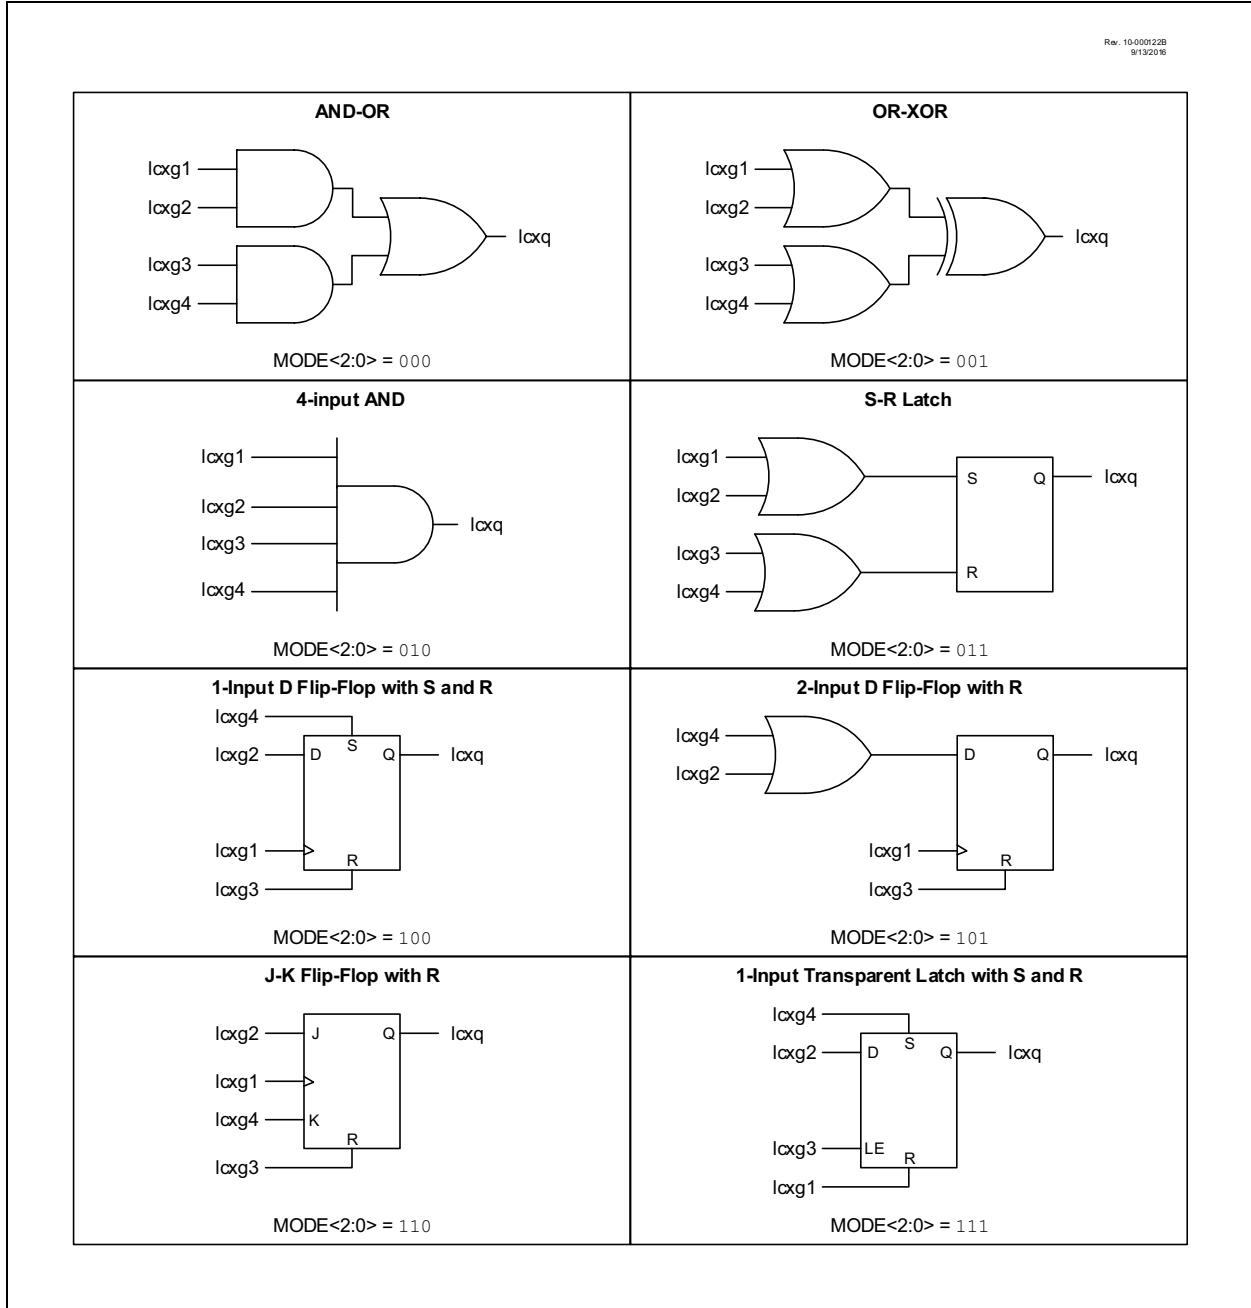 Rev. 10-000122B
9/13/2016
AND-OR
lcxg1
lcxg2
lcxg3
lcxg4
lcxq
MODE<2:0> = 000
OR-XOR
lcxg1
lcxg2
lcxg3
lcxg4
lcxq
MODE<2:0> = 001
4-input AND
lcxg1
lcxg2
lcxg3
lcxg4
lcxq
MODE<2:0> = 010
S-R Latch
lcxg1
lcxg2
lcxg3
lcxg4
S
Q
lcxq
R
MODE<2:0> = 011
1-Input D Flip-Flop with S and R
lcxg4
S
lcxg2
D
Q
lcxq
lcxg1
R
lcxg3
MODE<2:0> = 100
2-Input D Flip-Flop with R
lcxg4
lcxg2
D
Q
lcxq
lcxg1
R
lcxg3
MODE<2:0> = 101
J-K Flip-Flop with R
lcxg2
J
Q
lcxq
lcxg1
lcxg4
K
R
lcxg3
MODE<2:0> = 110
1-Input Transparent Latch with S and R
lcxg4
S
lcxg2
D
Q
lcxq
lcxg3
LE
R
lcxg1
MODE<2:0> = 111